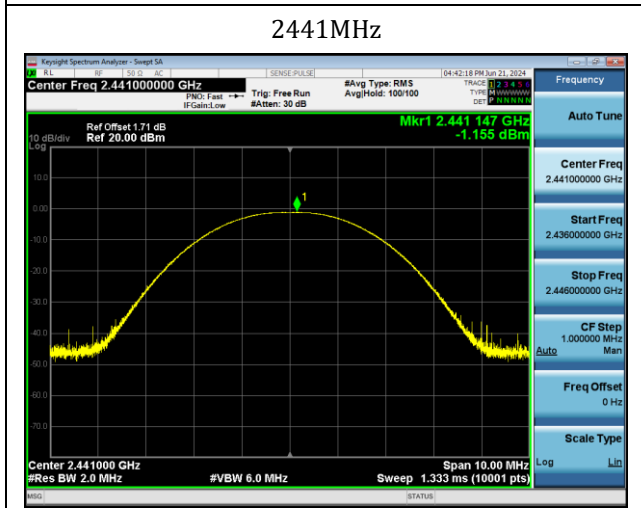 2441MHz
Keysight Spectrum Analyzer - Swept SA
RL RF 50 Ω AC SENSE:PULSE 04:42:18 PM Jun 21, 2024
Center Freq 2.441000000 GHz
PNO: Fast
IFGain:Low
Trig: Free Run
#Atten: 30 dB
#Avg Type: RMS
Avg|Hold: 100/100
TRACE 1 2 3 4 5 6
TYPE M WWWWW
DET P NNNNN
Ref Offset 1.71 dB
Ref 20.00 dBm
10 dB/div
Log
Mkr1 2.441 147 GHz
-1.155 dBm
1
10.0
0.00
-10.0
-20.0
-30.0
-40.0
-50.0
-60.0
-70.0
Center 2.441000 GHz
Span 10.00 MHz
#Res BW 2.0 MHz
#VBW 6.0 MHz
Sweep 1.333 ms (10001 pts)
MSG
STATUS
Frequency
Auto Tune
Center Freq
2.441000000 GHz
Start Freq
2.436000000 GHz
Stop Freq
2.446000000 GHz
CF Step
1.000000 MHz
Auto Man
Freq Offset
0 Hz
Scale Type
Log Lin